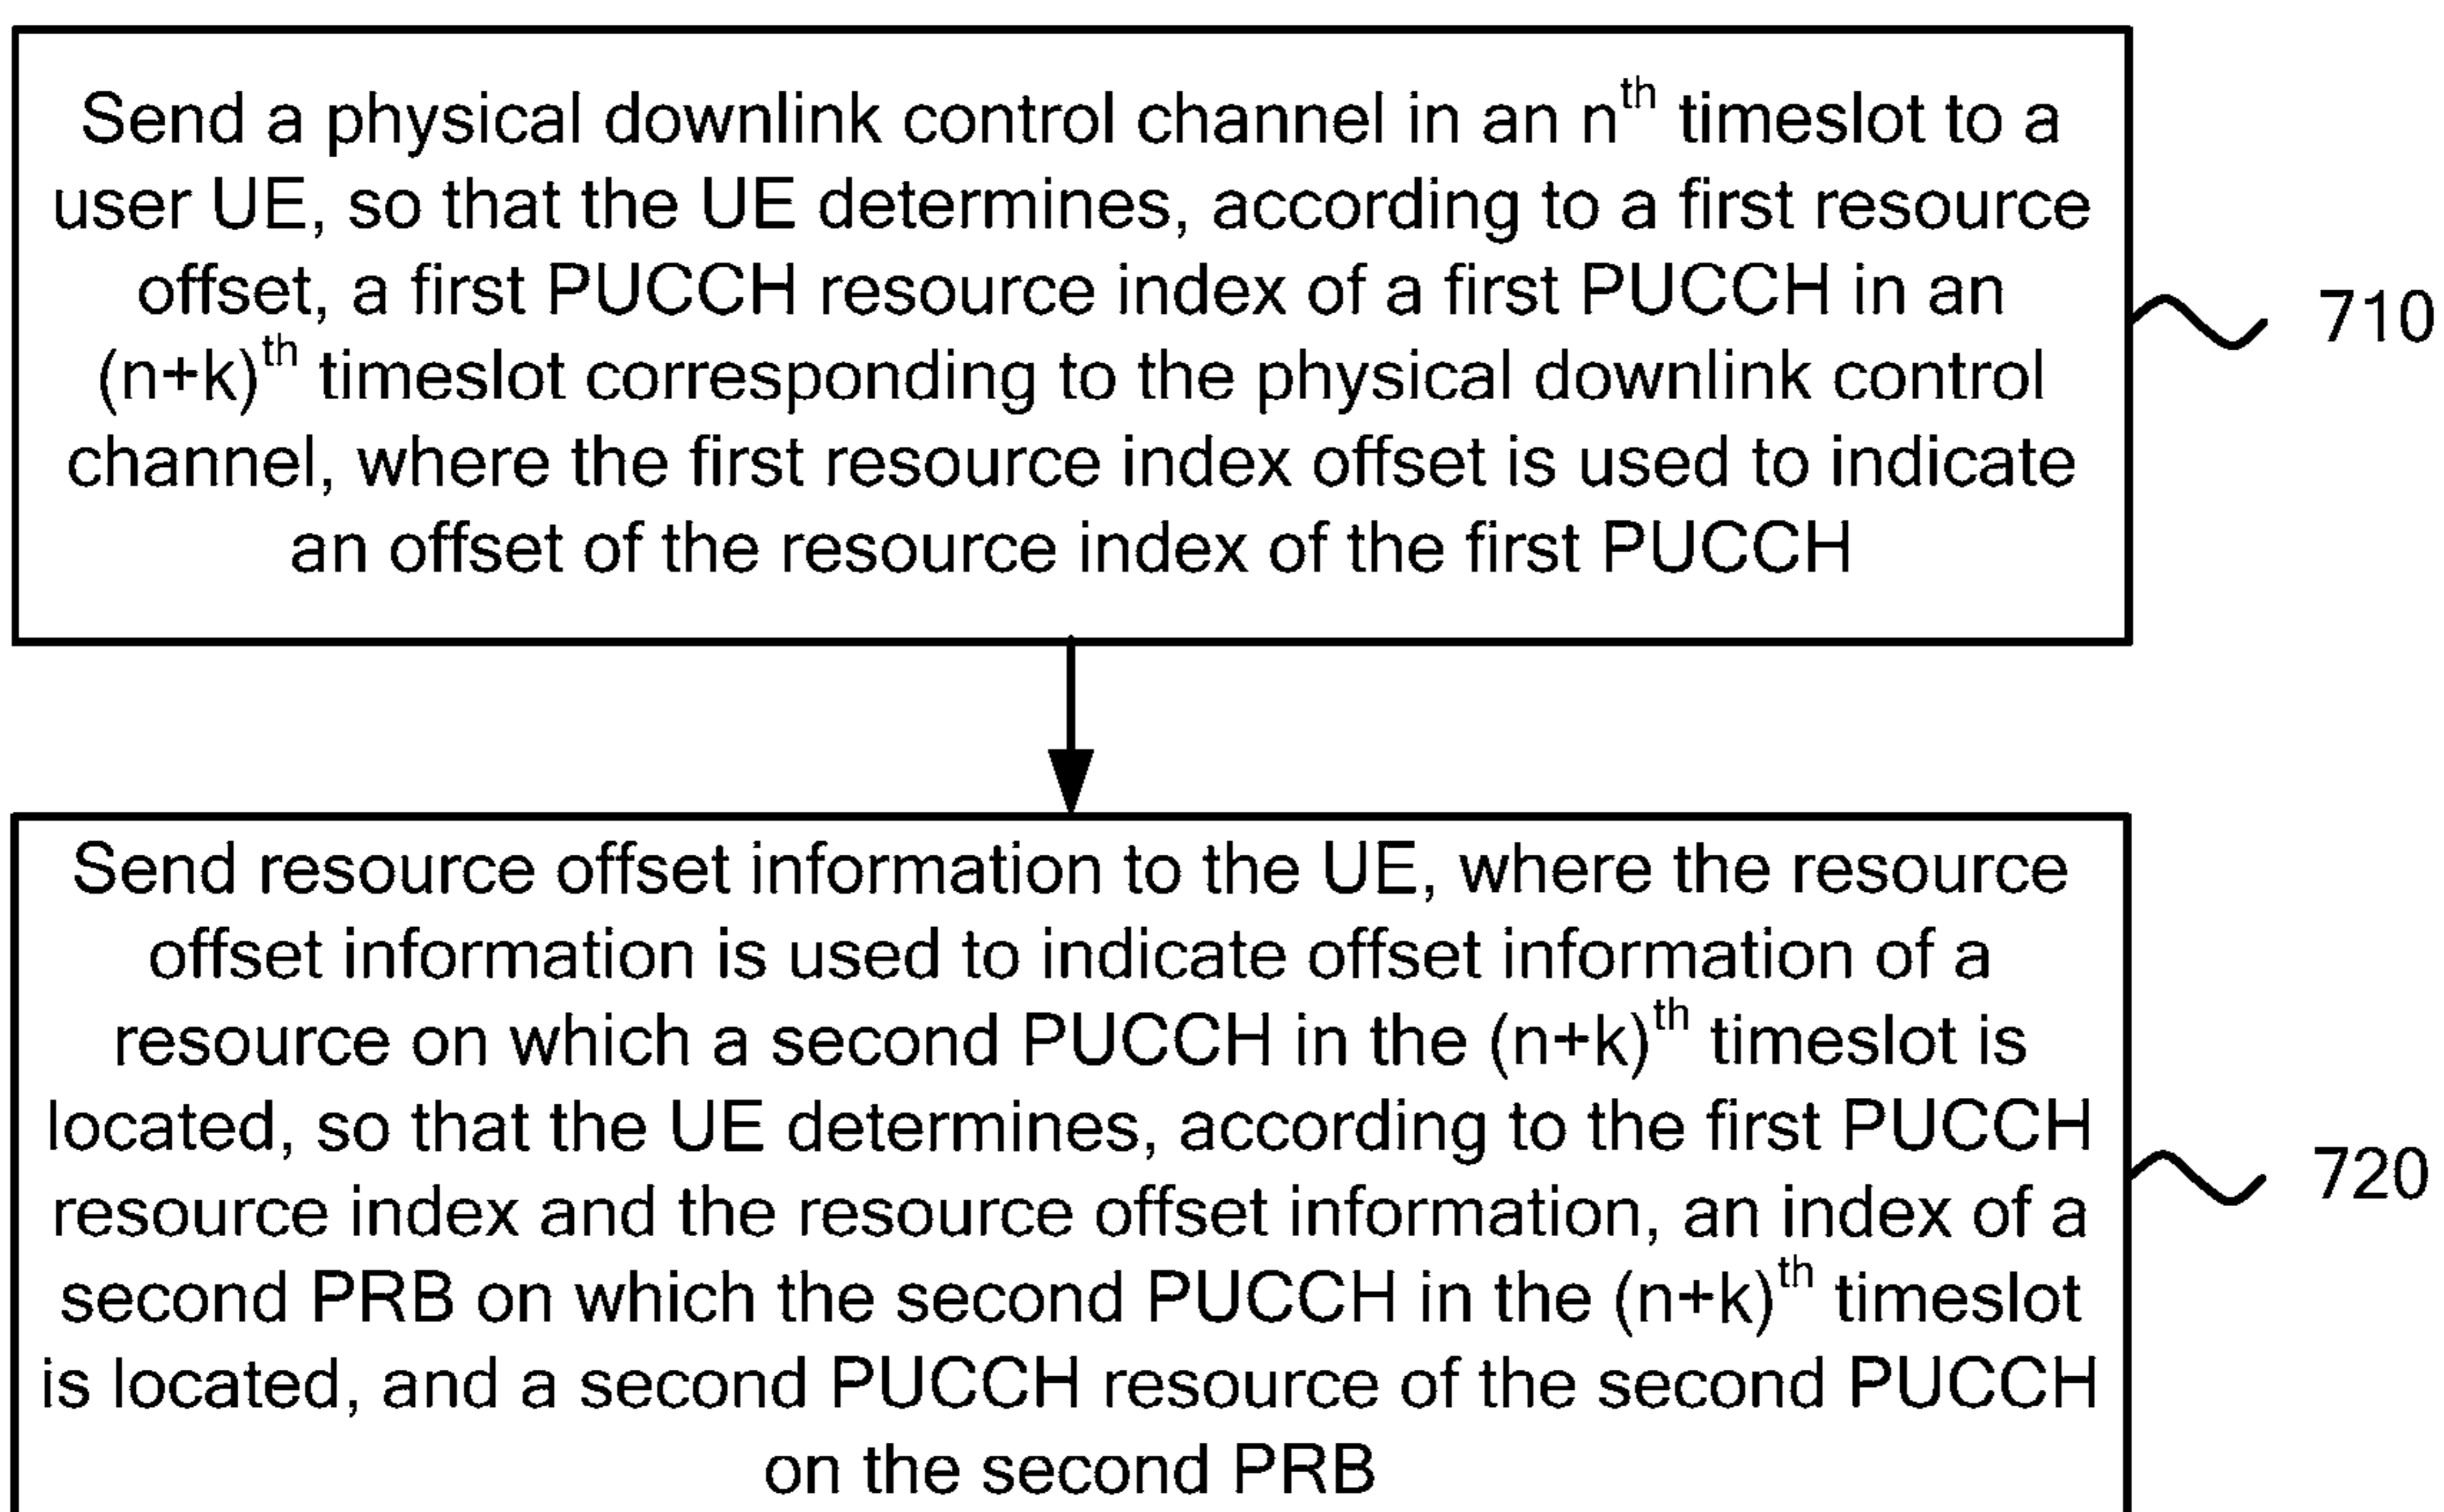 Send a physical downlink control channel in an nth timeslot to a
user UE, so that the UE determines, according to a first resource
offset, a first PUCCH resource index of a first PUCCH in an
(n+k)th timeslot corresponding to the physical downlink control
channel, where the first resource index offset is used to indicate
an offset of the resource index of the first PUCCH
710
Send resource offset information to the UE, where the resource
offset information is used to indicate offset information of a
resource on which a second PUCCH in the (n+k)th timeslot is
located, so that the UE determines, according to the first PUCCH
resource index and the resource offset information, an index of a
second PRB on which the second PUCCH in the (n+k)th timeslot
is located, and a second PUCCH resource of the second PUCCH
on the second PRB
720